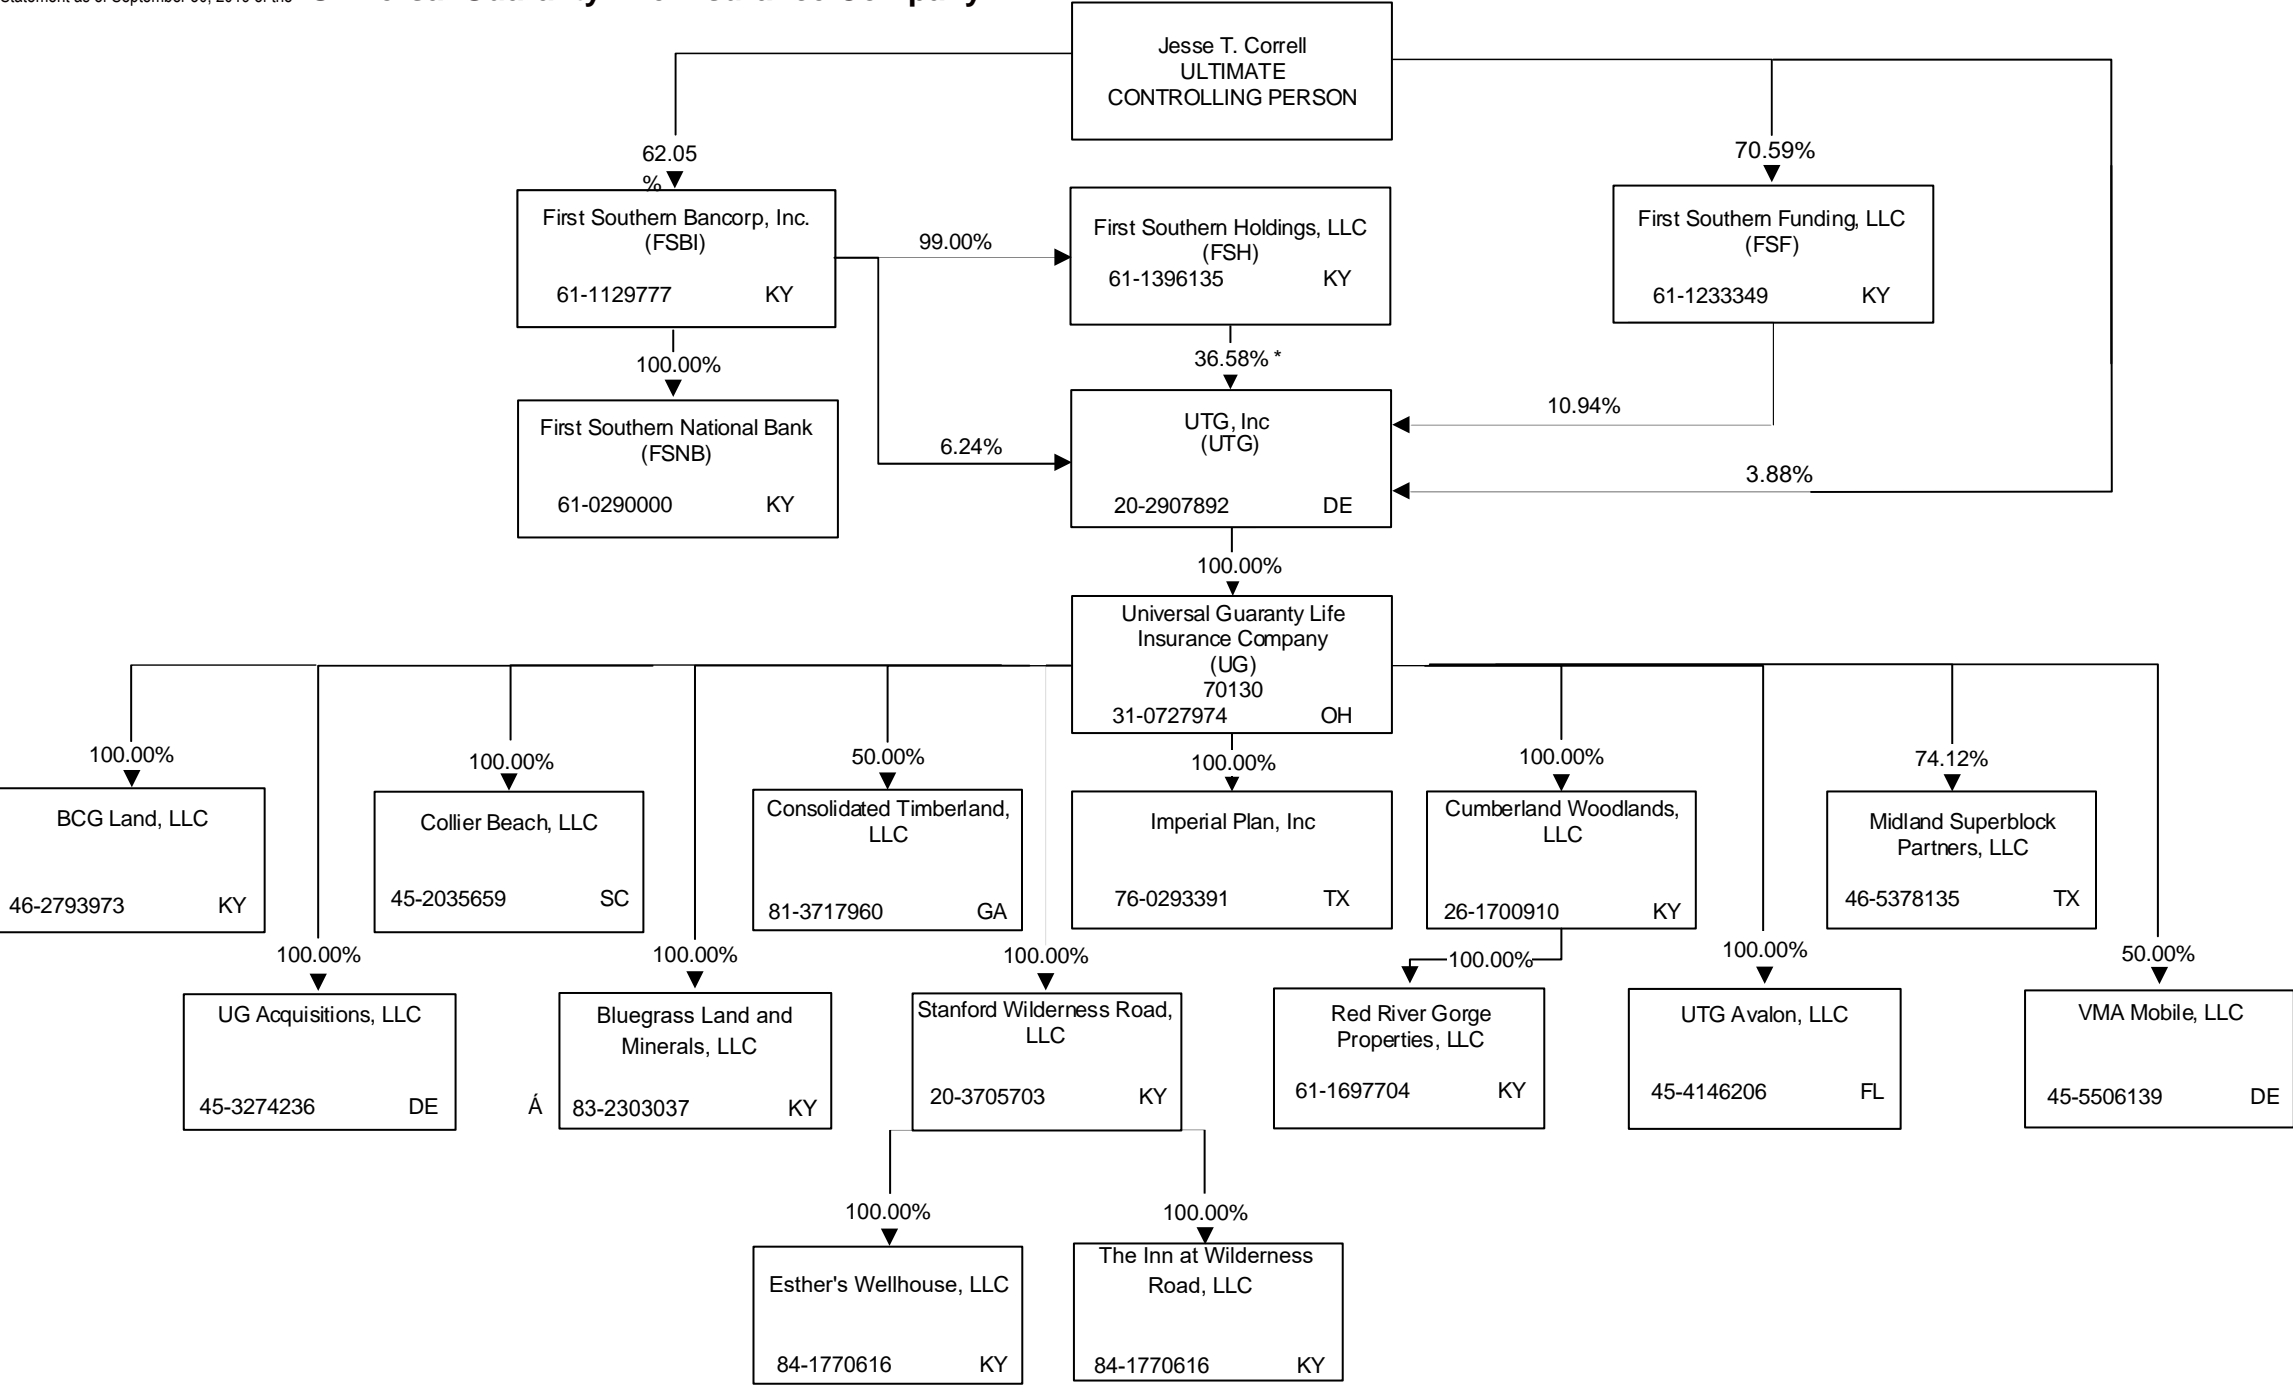 Jesse T. Correll
ULTIMATE
CONTROLLING PERSON
62.05
%
70.59%
First Southern Bancorp, Inc.
(FSBI)
61-1129777 KY
99.00%
First Southern Holdings, LLC
(FSH)
61-1396135 KY
First Southern Funding, LLC
(FSF)
61-1233349 KY
100.00%
36.58% *
10.94%
First Southern National Bank
(FSNB)
61-0290000 KY
6.24%
UTG, Inc
(UTG)
20-2907892 DE
3.88%
100.00%
Universal Guaranty Life
Insurance Company
(UG)
70130
31-0727974 OH
100.00%
100.00%
50.00%
100.00%
100.00%
74.12%
BCG Land, LLC
46-2793973 KY
Collier Beach, LLC
45-2035659 SC
Consolidated Timberland,
LLC
81-3717960 GA
Imperial Plan, Inc
76-0293391 TX
Cumberland Woodlands,
LLC
26-1700910 KY
Midland Superblock
Partners, LLC
46-5378135 TX
100.00%
100.00%
100.00%
100.00%
100.00%
50.00%
UG Acquisitions, LLC
45-3274236 DE
Á
Bluegrass Land and
Minerals, LLC
83-2303037 KY
Stanford Wilderness Road,
LLC
20-3705703 KY
Red River Gorge
Properties, LLC
61-1697704 KY
UTG Avalon, LLC
45-4146206 FL
VMA Mobile, LLC
45-5506139 DE
100.00%
100.00%
Esther's Wellhouse, LLC
84-1770616 KY
The Inn at Wilderness
Road, LLC
84-1770616 KY